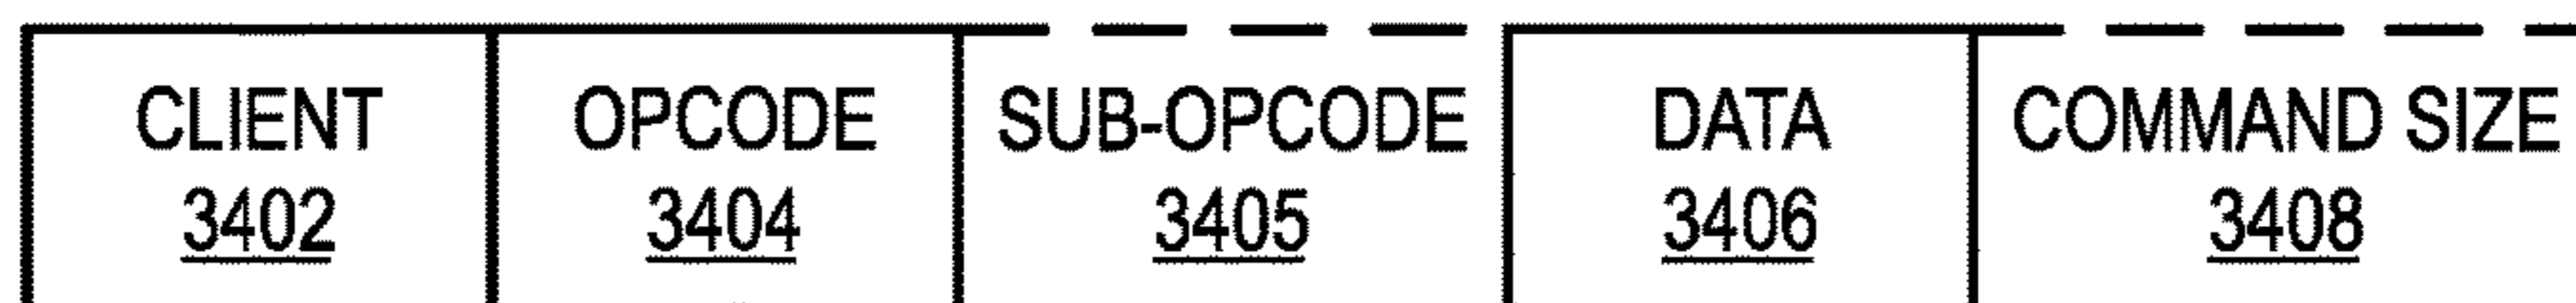 CLIENT OPCODE SUB-OPCODE DATA COMMAND SIZE
3402 3404 3405 3406 3408